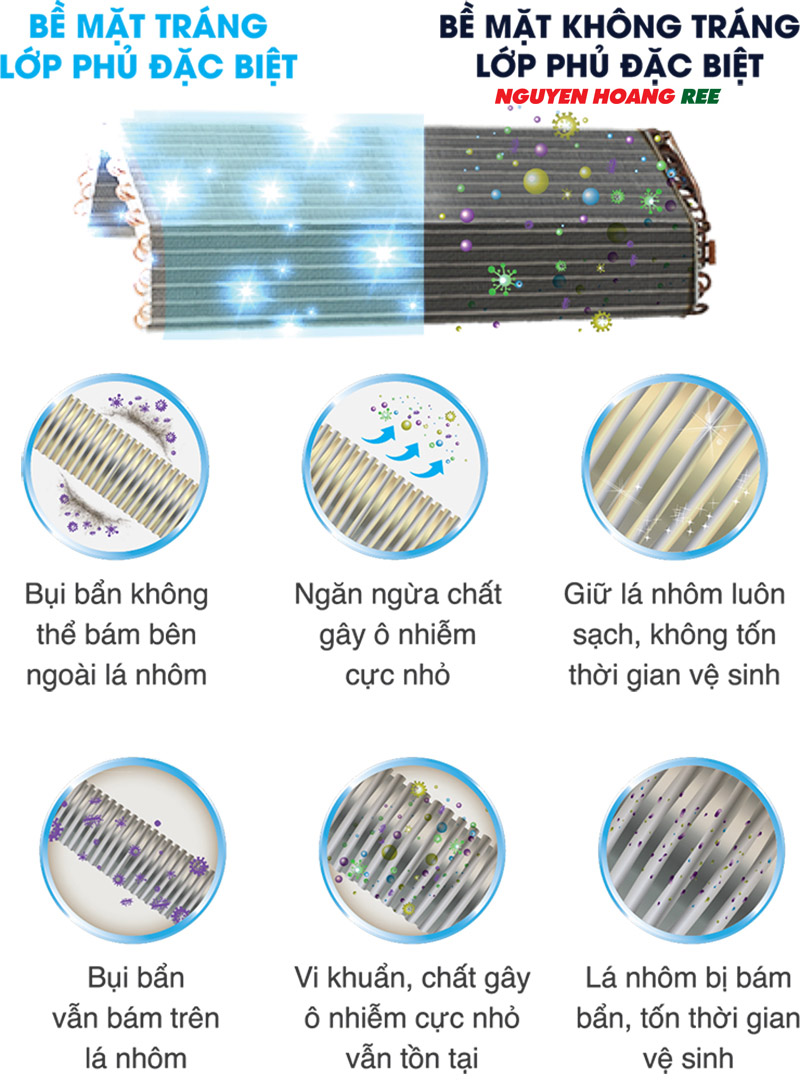 BỀ MẶT TRÁNG
LỚP PHỦ ĐẶC BIỆT
BỀ MẶT KHÔNG TRÁNG
LỚP PHỦ ĐẶC BIỆT
NGUYEN HOANG REE
Bụi bẩn không
thể bám bên
ngoài lá nhôm
Ngăn ngừa chất
gây ô nhiễm
cực nhỏ
Giữ lá nhôm luôn
sạch, không tốn
thời gian vệ sinh
Bụi bẩn
vẫn bám trên
lá nhôm
Vi khuẩn, chất gây
ô nhiễm cực nhỏ
vẫn tồn tại
Lá nhôm bị bám
bẩn, tốn thời gian
vệ sinh